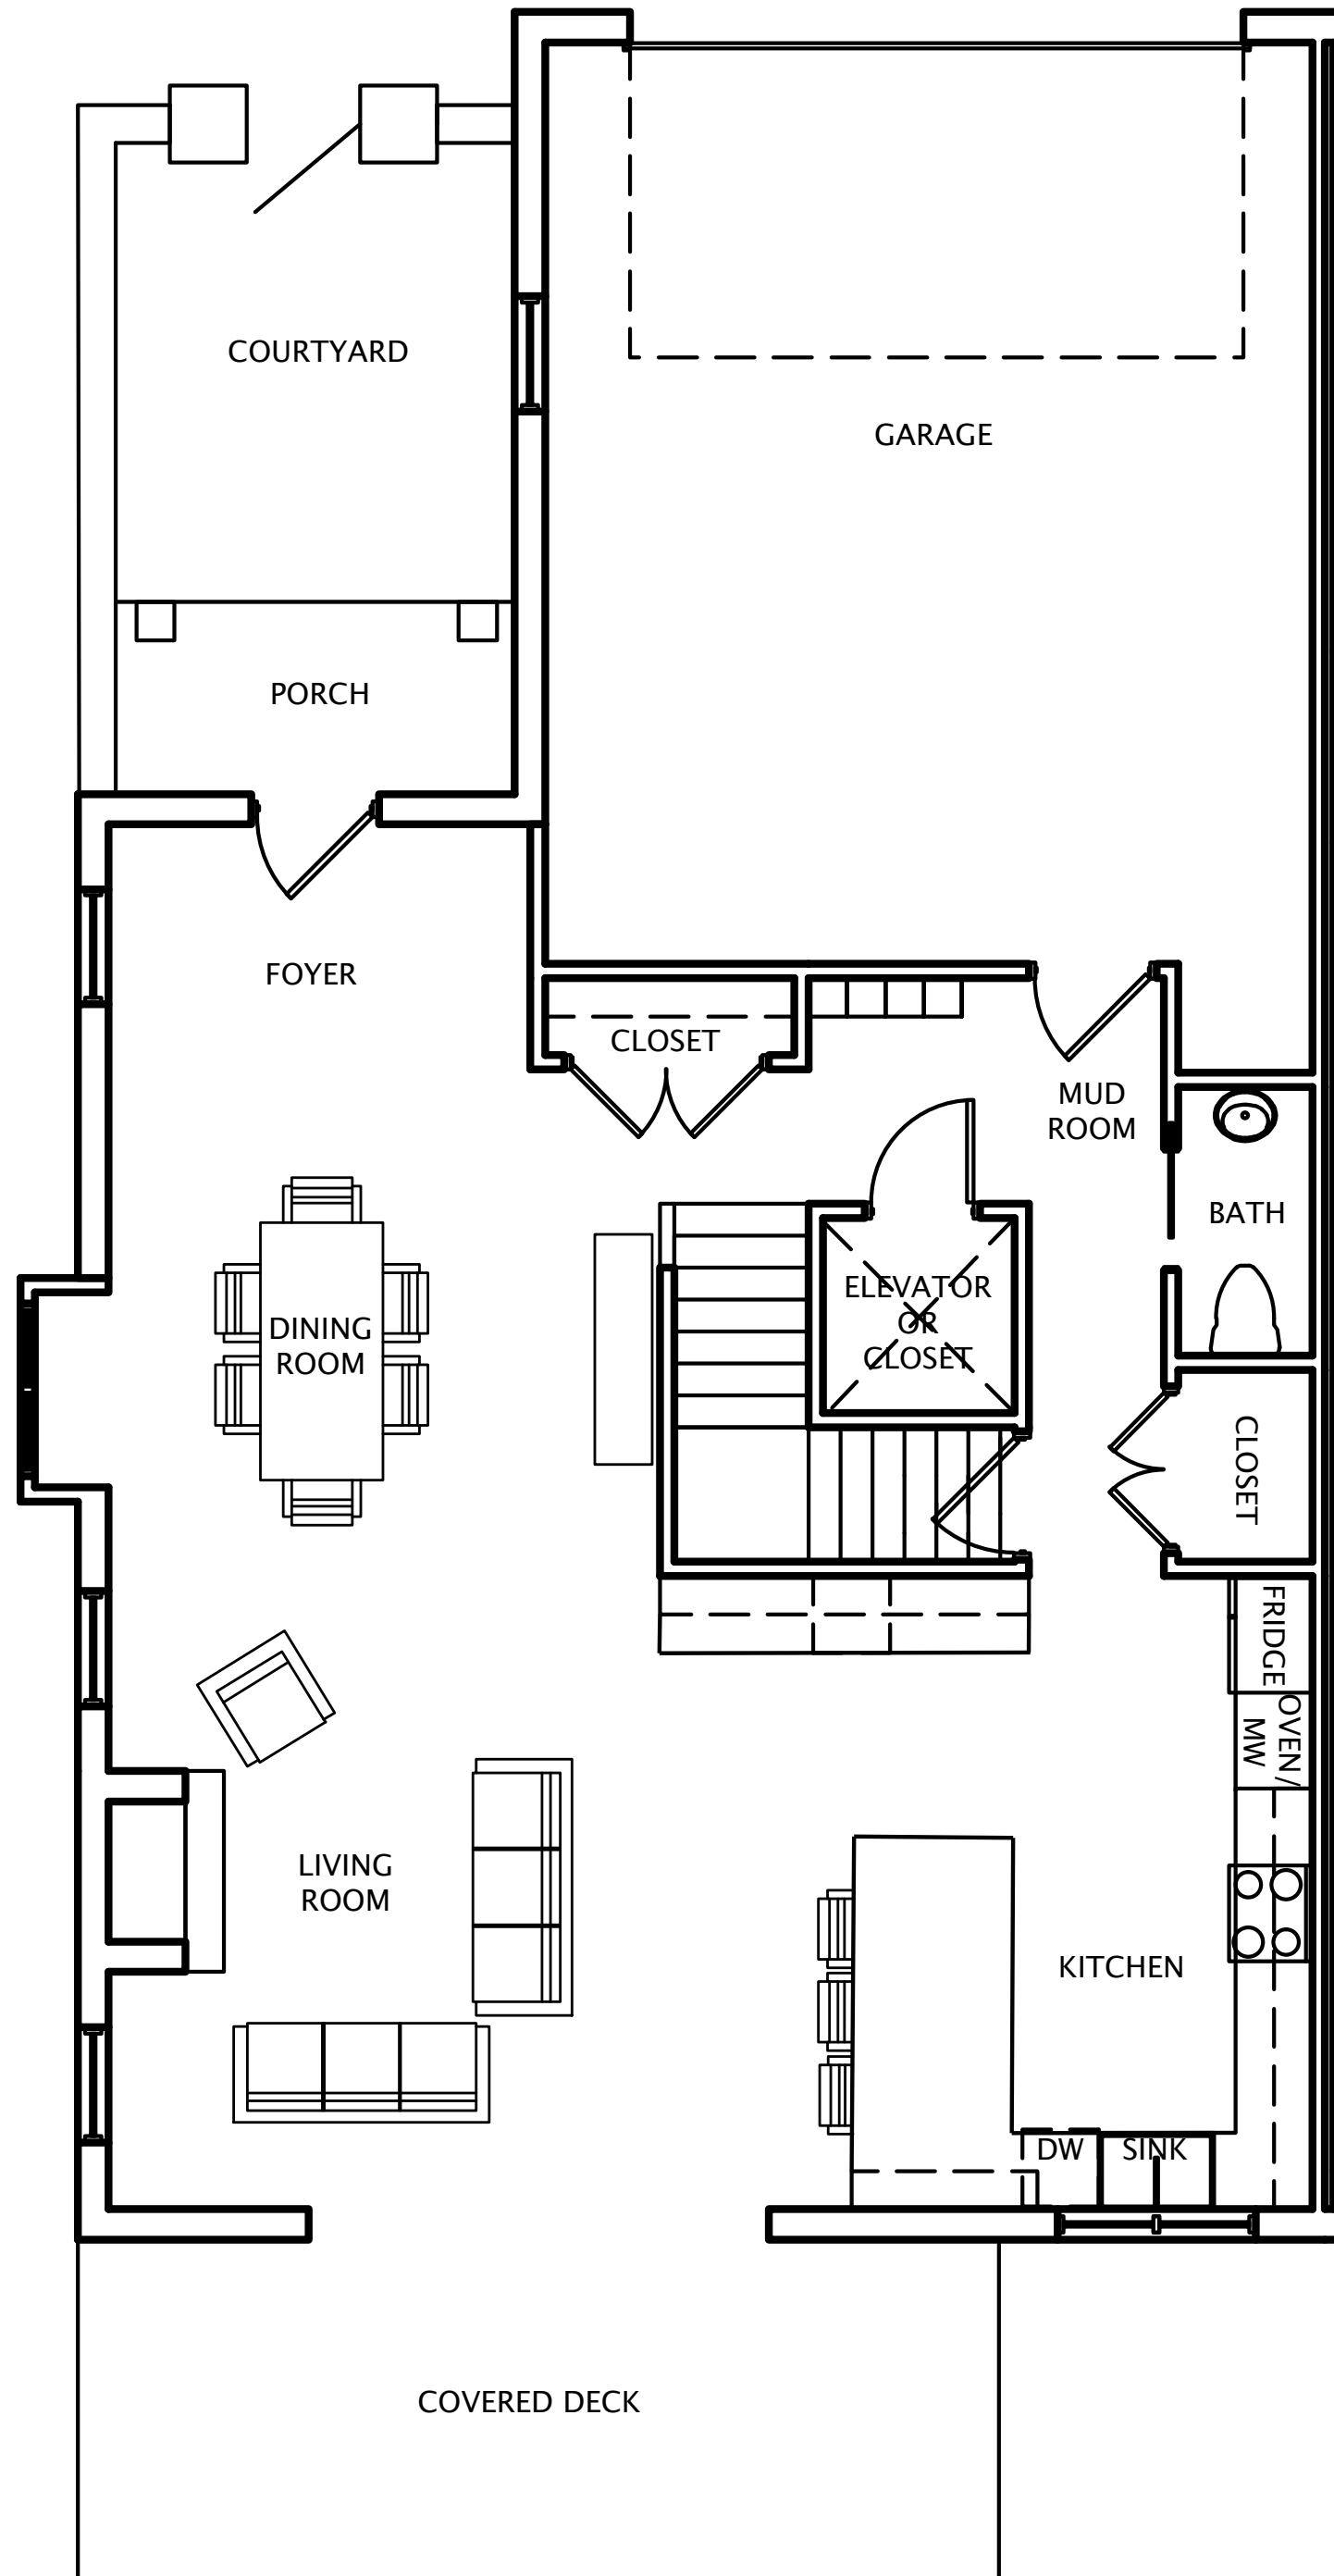 COURTYARD
GARAGE
PORCH
FOYER
CLOSET
MUD
ROOM
BATH
ELEVATOR
OR
CLOSET
DINING
ROOM
CLOSET
FRIDGE
OVEN/
MW
LIVING
ROOM
KITCHEN
DW
SINK
COVERED DECK